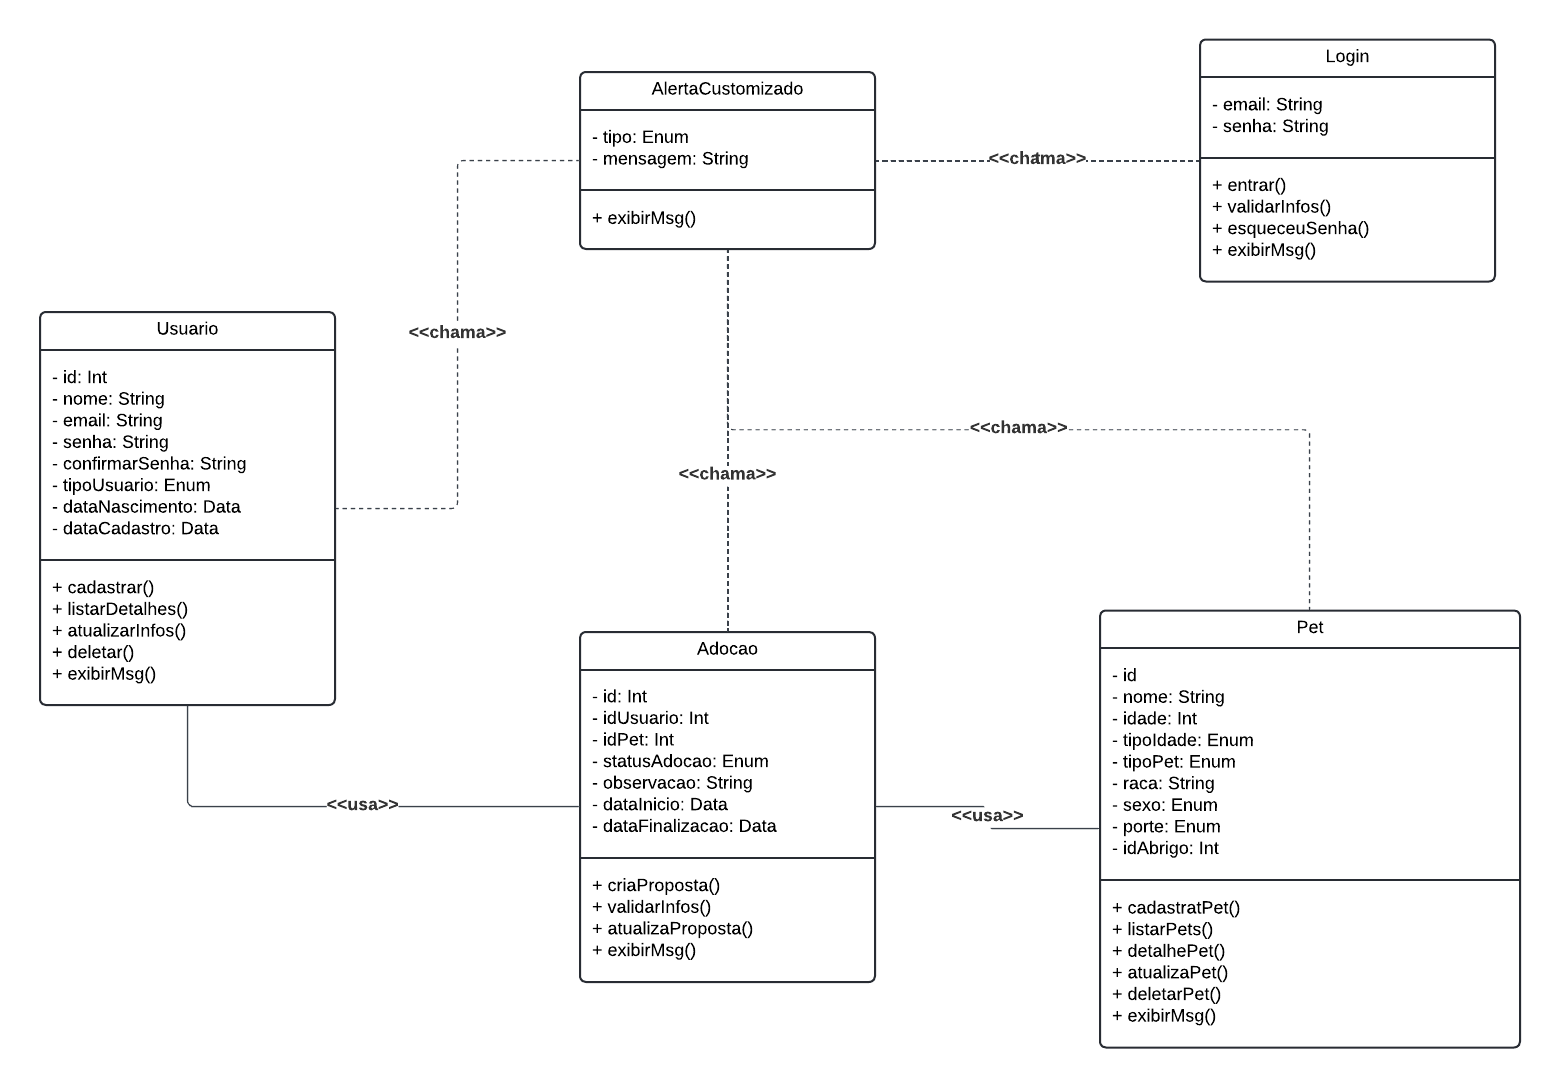 AlertaCustomizado
- tipo: Enum
- mensagem: String
+ exibirMsg()
Login
- email: String
- senha: String
+ entrar()
+ validarInfos()
+ esqueceuSenha()
+ exibirMsg()
<<chama>>
Usuario
- id: Int
- nome: String
- email: String
- senha: String
- confirmarSenha: String
- tipoUsuario: Enum
- dataNascimento: Data
- dataCadastro: Data
+ cadastrar()
+ listarDetalhes()
+ atualizarInfos()
+ deletar()
+ exibirMsg()
<<chama>>
<<chama>>
<<chama>>
Adocao
- id: Int
- idUsuario: Int
- idPet: Int
- statusAdocao: Enum
- observacao: String
- dataInicio: Data
- dataFinalizacao: Data
+ criaProposta()
+ validarInfos()
+ atualizaProposta()
+ exibirMsg()
<<usa>>
<<usa>>
Pet
- id
- nome: String
- idade: Int
- tipoIdade: Enum
- tipoPet: Enum
- raca: String
- sexo: Enum
- porte: Enum
- idAbrigo: Int
+ cadastratPet()
+ listarPets()
+ detalhePet()
+ atualizaPet()
+ deletarPet()
+ exibirMsg()